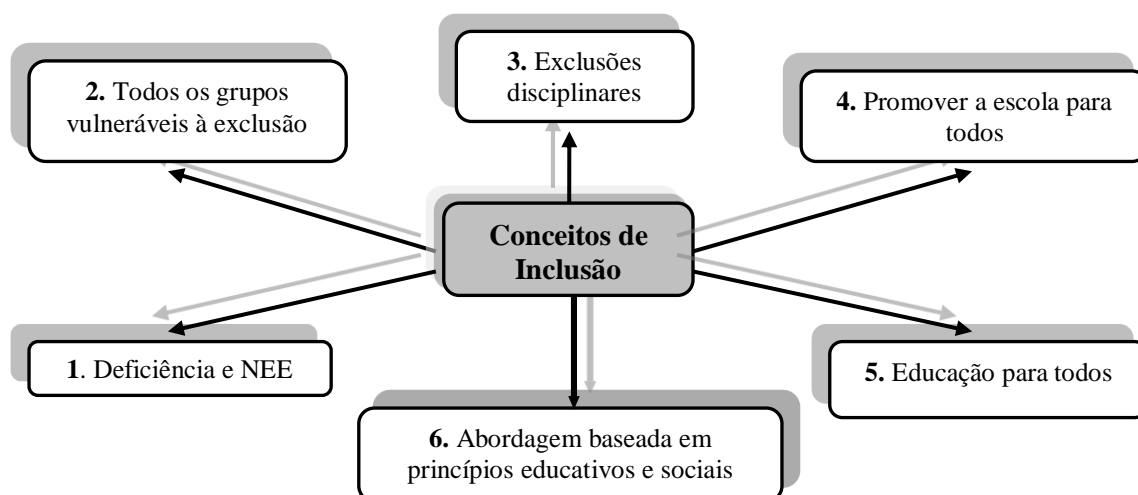 2. Todos os grupos
vulneráveis à exclusão
3. Exclusões
disciplinares
4. Promover a escola para
todos
Conceitos de
Inclusão
1. Deficiência e NEE
5. Educação para todos
6. Abordagem baseada em
princípios educativos e sociais